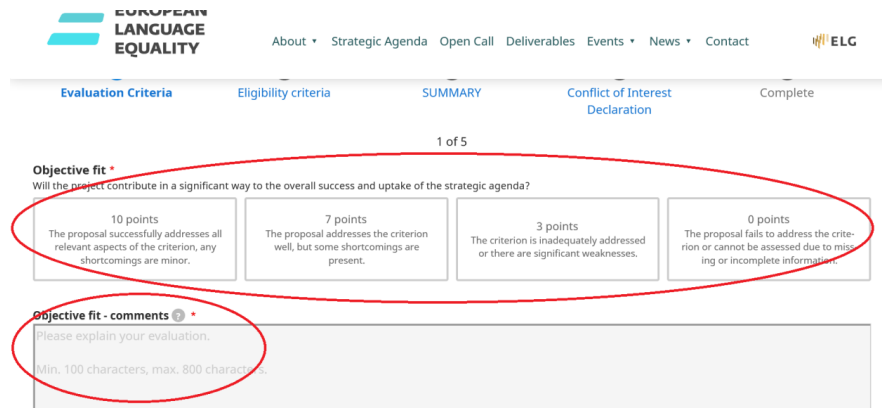 EUROPEAN
LANGUAGE
EQUALITY
About ▾ Strategic Agenda Open Call Deliverables Events ▾ News ▾ Contact
ELG
Evaluation Criteria Eligibility criteria SUMMARY Conflict of Interest Complete
Declaration
1 of 5
Objective fit *
Will the project contribute in a significant way to the overall success and uptake of the strategic agenda?
10 points
The proposal successfully addresses all
relevant aspects of the criterion, any
shortcomings are minor.
7 points
The proposal addresses the criterion
well, but some shortcomings are
present.
3 points
The criterion is inadequately addressed
or there are significant weaknesses.
0 points
The proposal fails to address the crite-
rion or cannot be assessed due to miss-
ing or incomplete information.
Objective fit - comments ? *
Please explain your evaluation.
Min. 100 characters, max. 800 characters.